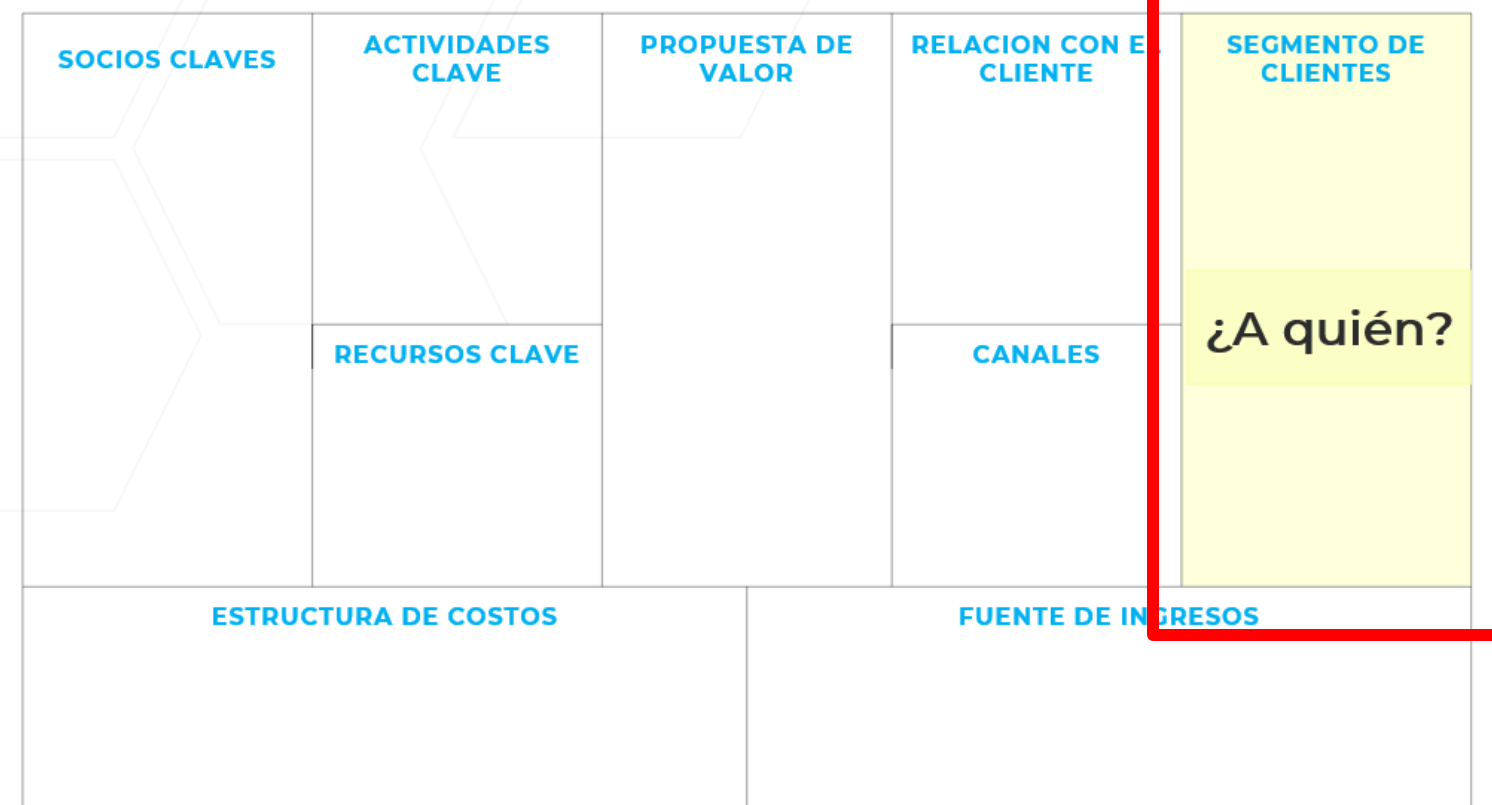 SOCIOS CLAVES
ACTIVIDADES
CLAVE
PROPUESTA DE
VALOR
RELACION CON EL
CLIENTE
SEGMENTO DE
CLIENTES
¿A quién?
RECURSOS CLAVE
CANALES
ESTRUCTURA DE COSTOS
FUENTE DE INGRESOS